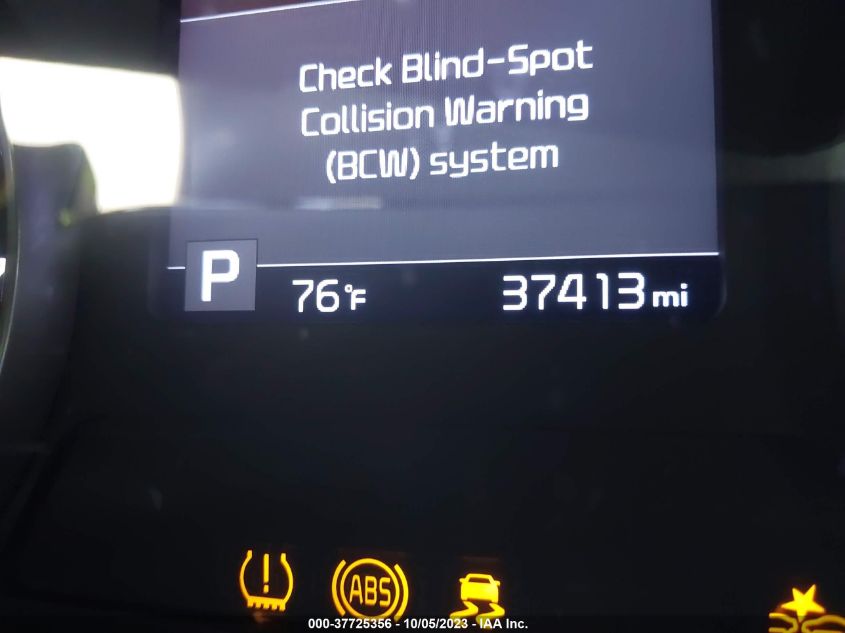 Check Blind-Spot
Collision Warning
(BCW) system
P 76°F 37413 mi
ABS
000-37725356 - 10/05/2023 - IAA Inc.